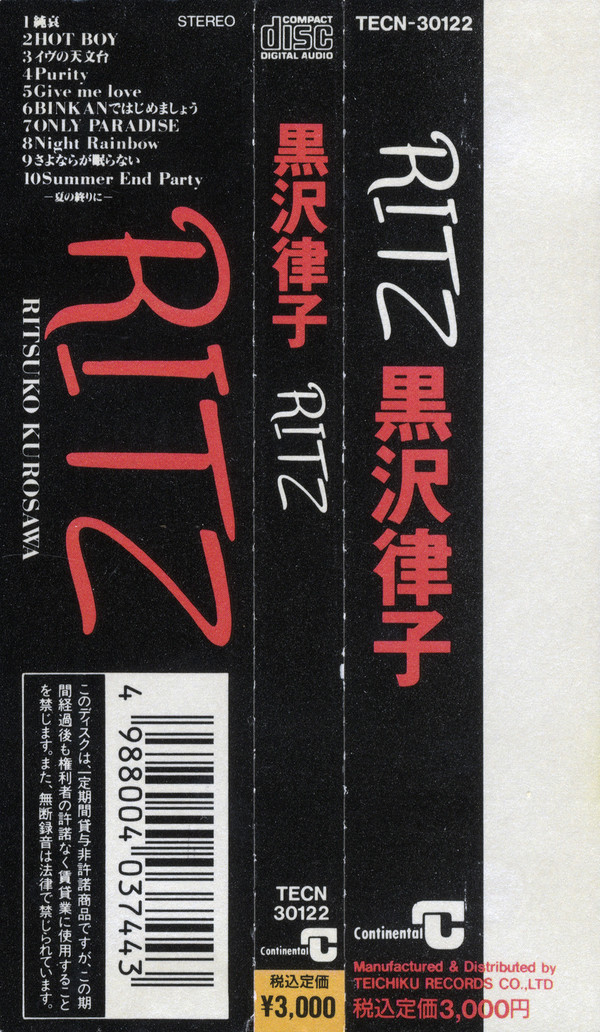 1純哀
2HOT BOY
3イヴの天文台
4Purity
5Give me love
6BINKANではじめましょう
7ONLY PARADISE
8Night Rainbow
9さよならが眠らない
10Summer End Party
―夏の終りに―
STEREO
RITZ
RITSUKO KUROSAWA
このディスクは、一定期間貸与非許諾商品ですが、この期
間経過後も権利者の許諾なく賃貸業に使用すること
を禁じます。また、無断録音は法律で禁じられています。
4 988004 037443
COMPACT
disc
DIGITAL AUDIO
黒沢律子
RITZ
TECN
30122
Continental
税込定価
¥3,000
TECN-30122
RITZ
黒沢律子
Continental
Manufactured & Distributed by
TEICHIKU RECORDS CO.,LTD
税込定価3,000円